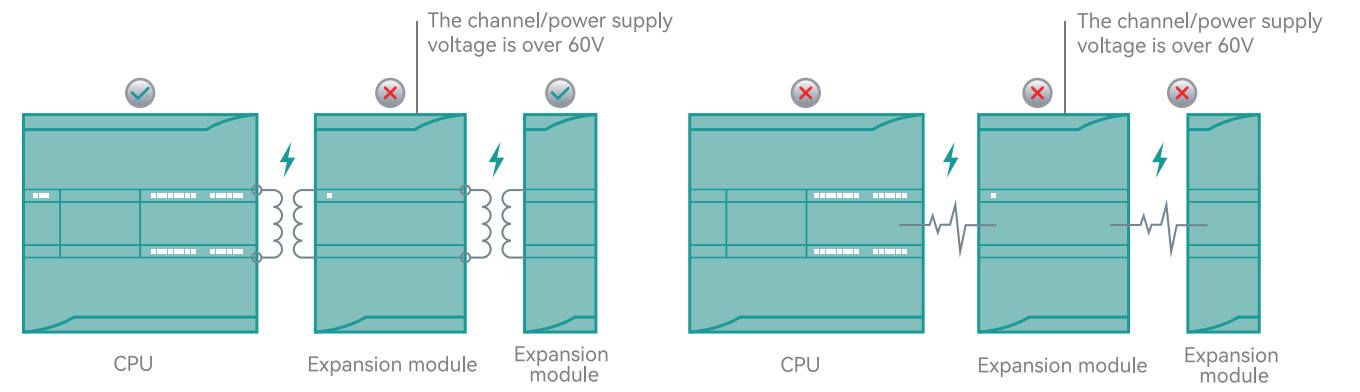 The channel/power supply
voltage is over 60V
CPU
Expansion module
Expansion
module
The channel/power supply
voltage is over 60V
CPU
Expansion module
Expansion
module